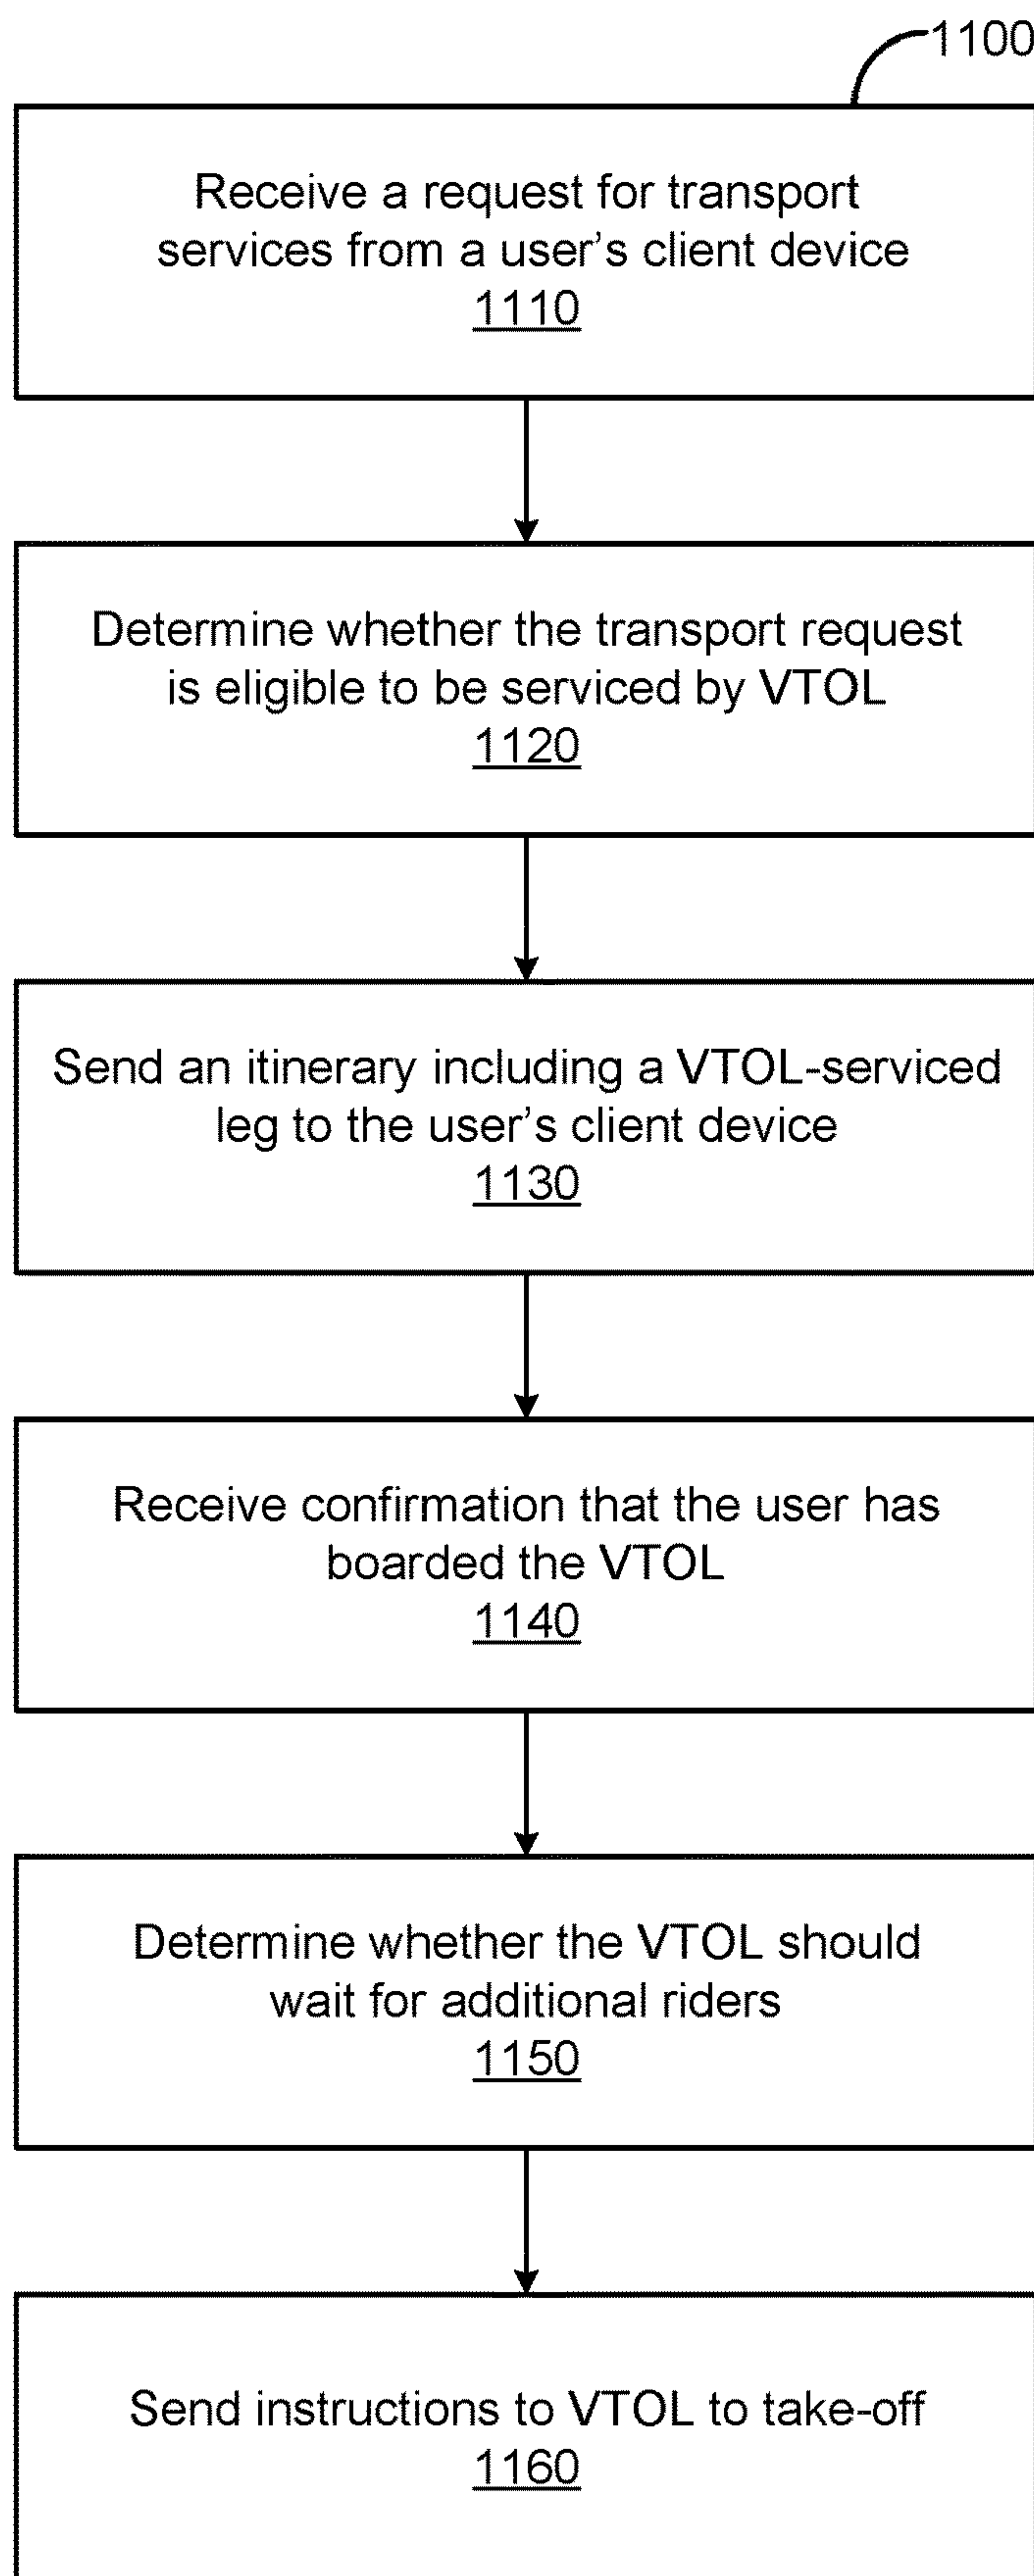 1100
Receive a request for transport
services from a user’s client device
1110
Determine whether the transport request
is eligible to be serviced by VTOL
1120
Send an itinerary including a VTOL-serviced
leg to the user’s client device
1130
Receive confirmation that the user has
boarded the VTOL
1140
Determine whether the VTOL should
wait for additional riders
1150
Send instructions to VTOL to take-off
1160